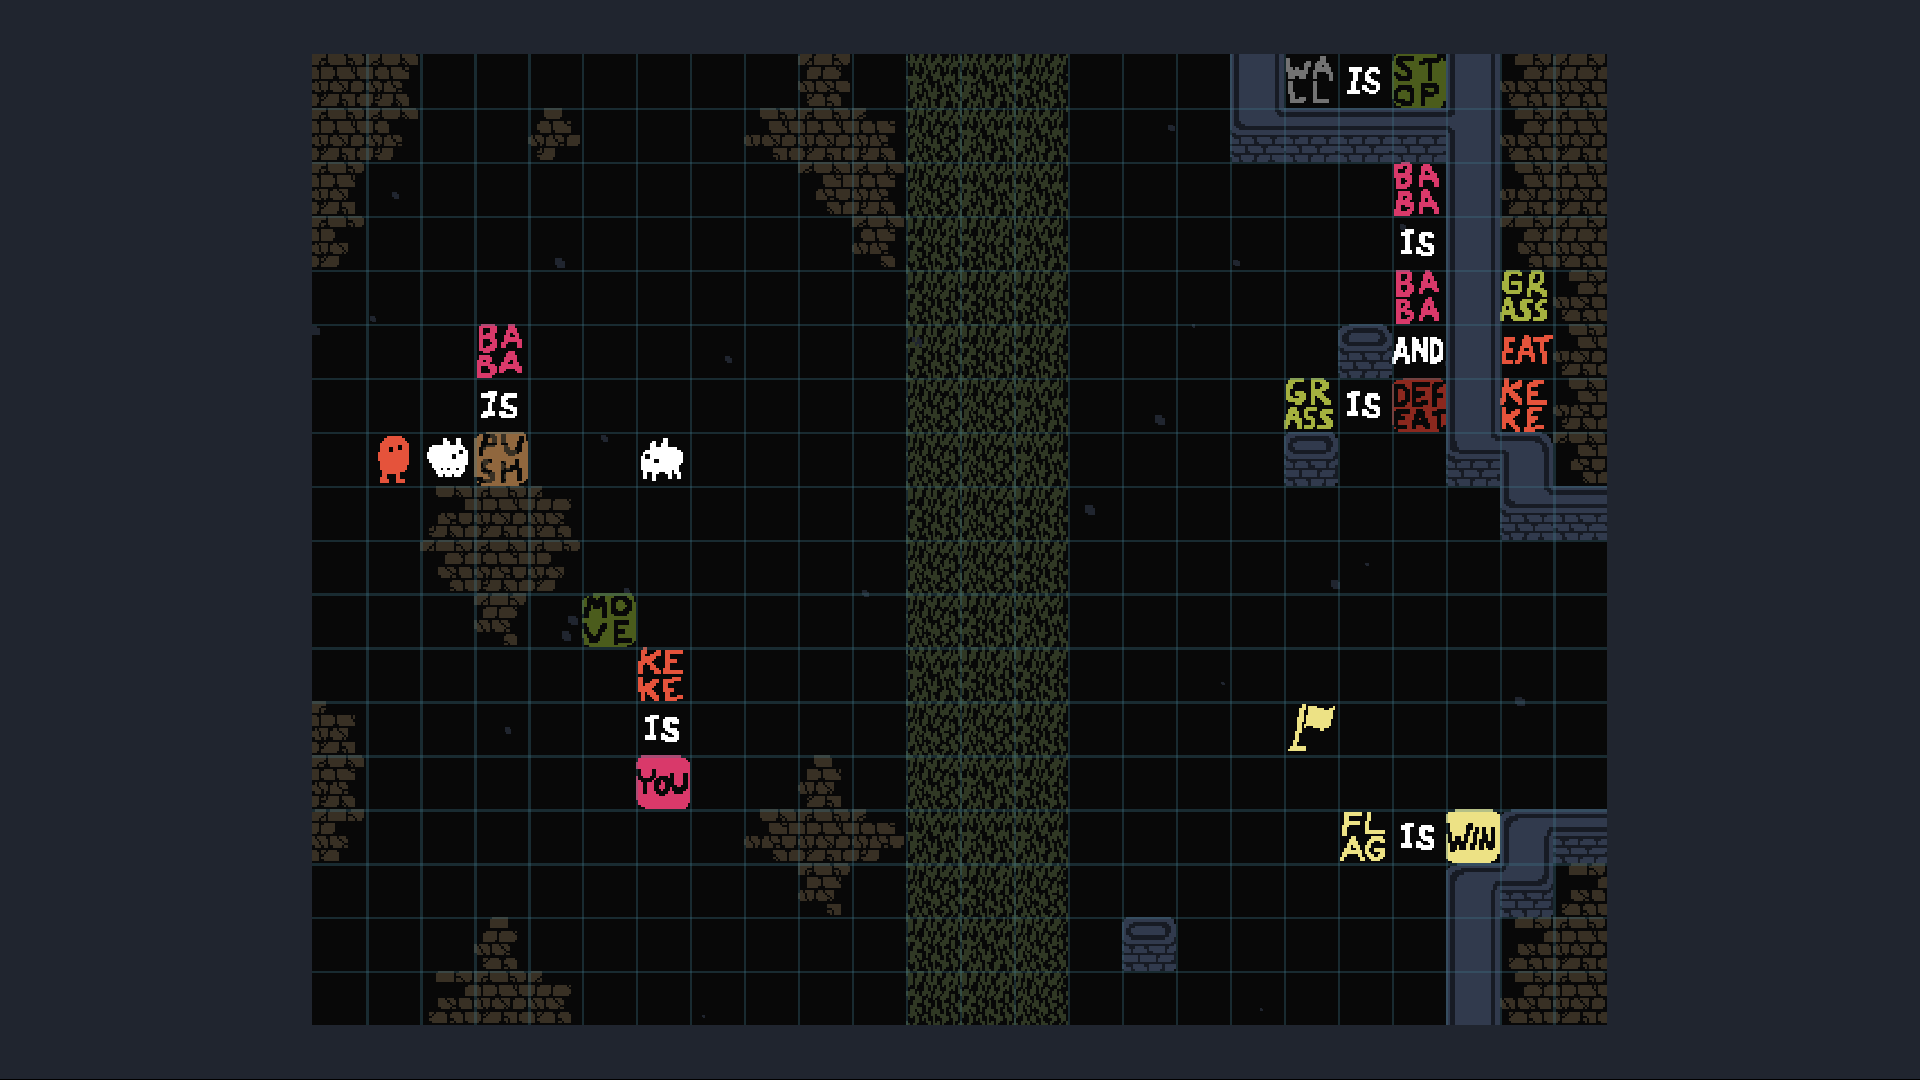 WALL IS STOP
BABA
IS
BABA GRASS
BABA AND EAT
IS GRASS IS DEFEAT KEKE
PUSH
MOVE
KEKE
IS
YOU
FLAG IS WIN